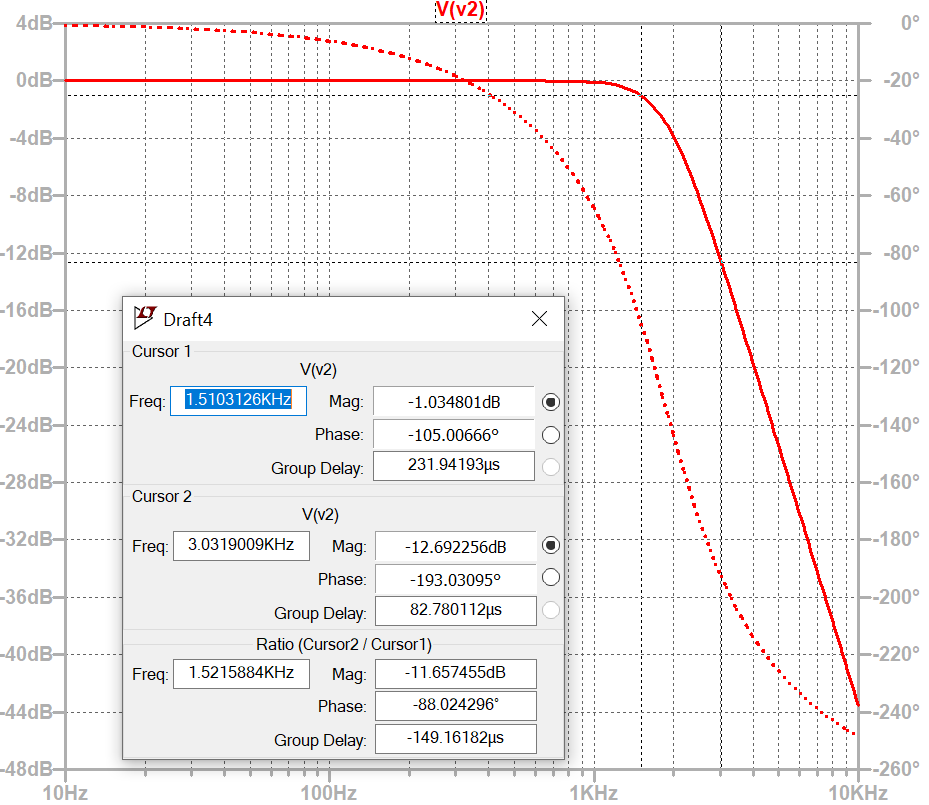 V(v2)
4dB
0°
0dB
-20°
-4dB
-40°
-8dB
-60°
-12dB
-80°
-16dB
-100°
-20dB
-120°
-24dB
-140°
-28dB
-160°
-32dB
-180°
-36dB
-200°
-40dB
-220°
-44dB
-240°
-48dB
-260°
10Hz
100Hz
1KHz
10KHz
Draft4
Cursor 1
V(v2)
Freq: 1.5103126KHz Mag: -1.034801dB
Phase: -105.00666°
Group Delay: 231.94193µs
Cursor 2
V(v2)
Freq: 3.0319009KHz Mag: -12.692256dB
Phase: -193.03095°
Group Delay: 82.780112µs
Ratio (Cursor2 / Cursor1)
Freq: 1.5215884KHz Mag: -11.657455dB
Phase: -88.024296°
Group Delay: -149.16182µs